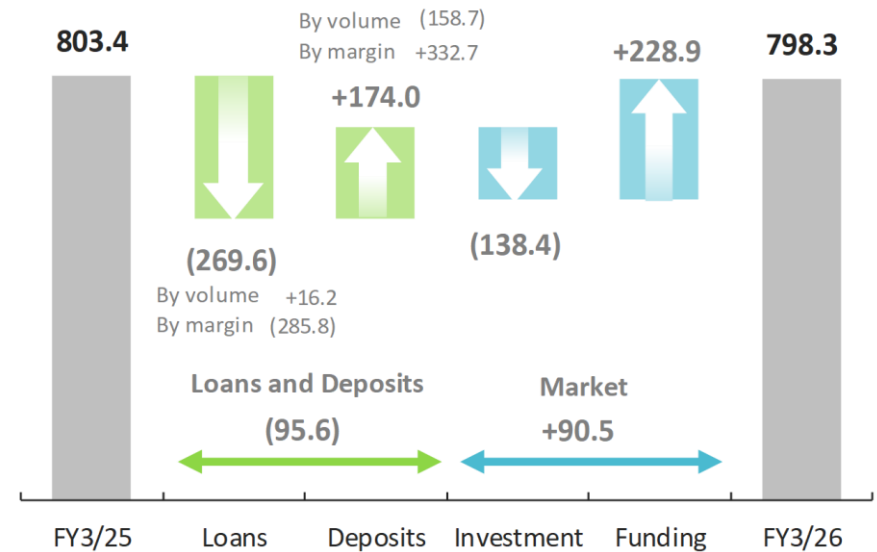 By volume (158.7)
By margin +332.7
803.4
+174.0
+228.9
798.3
(269.6)
By volume +16.2
By margin (285.8)
(138.4)
Loans and Deposits
(95.6)
Market
+90.5
FY3/25 Loans Deposits Investment Funding FY3/26